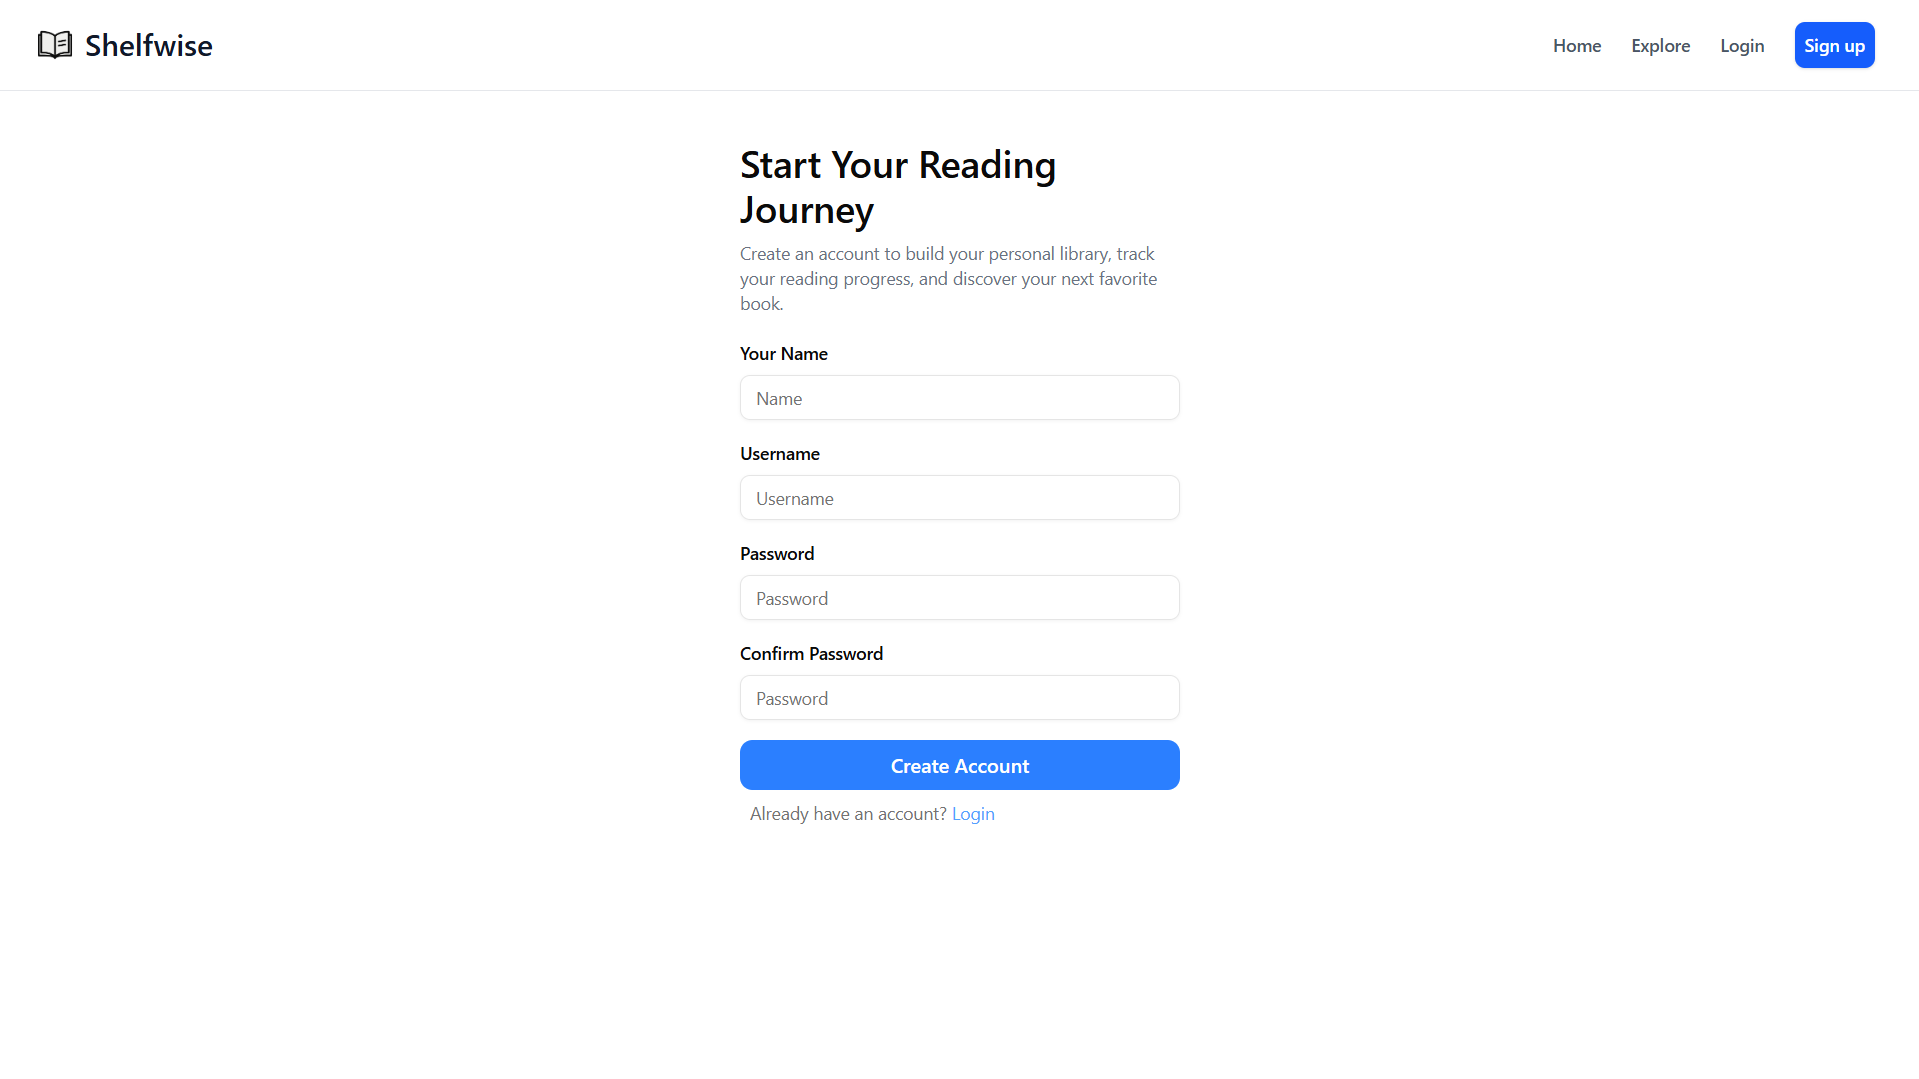 Shelfwise
Home
Explore
Login
Sign up
Start Your Reading
Journey
Create an account to build your personal library, track
your reading progress, and discover your next favorite
book.
Your Name
Name
Username
Username
Password
Password
Confirm Password
Password
Create Account
Already have an account? Login